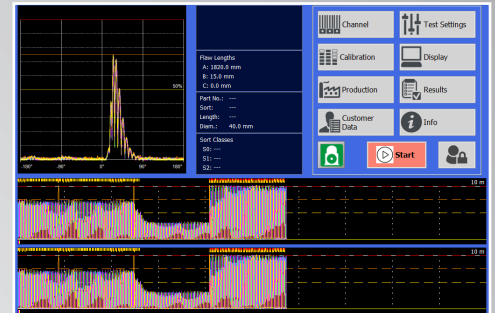 50%
-180°
-90°
0°
90°
180°
Flaw Lengths
A: 1820.0 mm
B: 15.0 mm
C: 0.0 mm
Part No.: ---
Sort: ---
Length: ---
Diam.: 40.0 mm
Sort Classes
S0: ---
S1: ---
S2: ---
Channel
Test Settings
Calibration
Display
Production
Results
Customer
Data
Info
Start
10 m
10 m